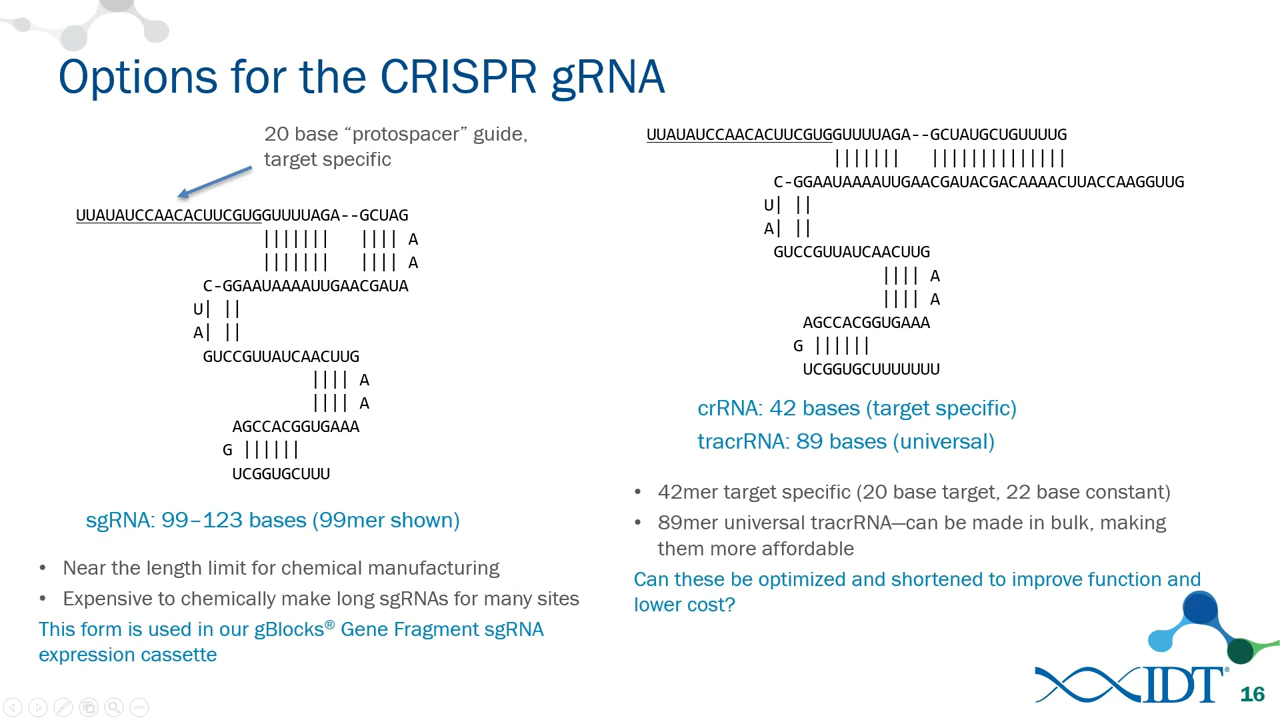 Options for the CRISPR gRNA
20 base “protospacer” guide,
target specific
UUAUAUCCAACACUUCGUGGUUUUAGA--GCUAG
||||||| |||| A
||||||| |||| A
C-GGAAUAAAAUUGAACGAUA
U| ||
A| ||
GUCCGUUAUCAACUUG
|||| A
|||| A
AGCCACGGUGAAA
G ||||||
UCGGUGCUUU
sgRNA: 99–123 bases (99mer shown)
• Near the length limit for chemical manufacturing
• Expensive to chemically make long sgRNAs for many sites
This form is used in our gBlocks® Gene Fragment sgRNA
expression cassette
UUAUAUCCAACACUUCGUGGUUUUAGA--GCUAUGCUGUUUUG
||||||| ||||||||||||||
C-GGAAUAAAAUUGAACGAUACGACAAAACUUACCAAGGUUG
U| ||
A| ||
GUCCGUUAUCAACUUG
|||| A
|||| A
AGCCACGGUGAAA
G ||||||
UCGGUGCUUUUUUU
crRNA: 42 bases (target specific)
tracrRNA: 89 bases (universal)
• 42mer target specific (20 base target, 22 base constant)
• 89mer universal tracrRNA—can be made in bulk, making
them more affordable
Can these be optimized and shortened to improve function and
lower cost?
IDT®
16